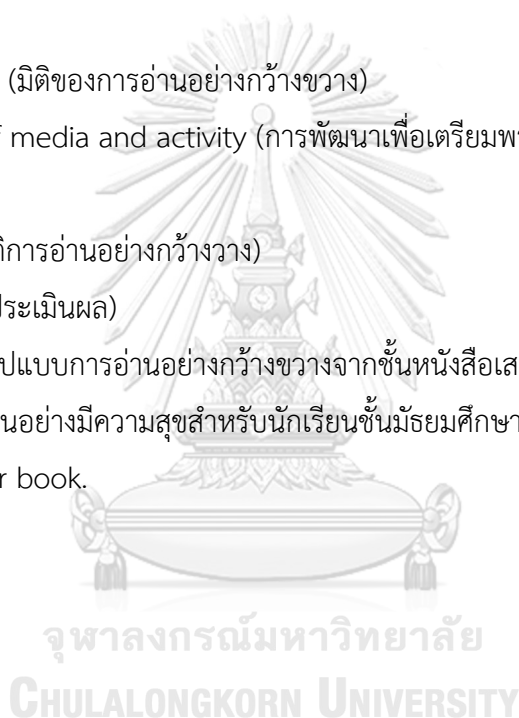 (มิติของการอ่านอย่างกว้างขวาง)
media and activity (การพัฒนาเพื่อเตรียมพร
การอ่านอย่างกว้างวาง)
ประเมินผล)
ปแบบการอ่านอย่างกว้างขวางจากชั้นหนังสือเส
นอย่างมีความสุขสำหรับนักเรียนชั้นมัธยมศึกษา
r book.
จุฬาลงกรณ์มหาวิทยาลัย
CHULALONGKORN UNIVERSITY